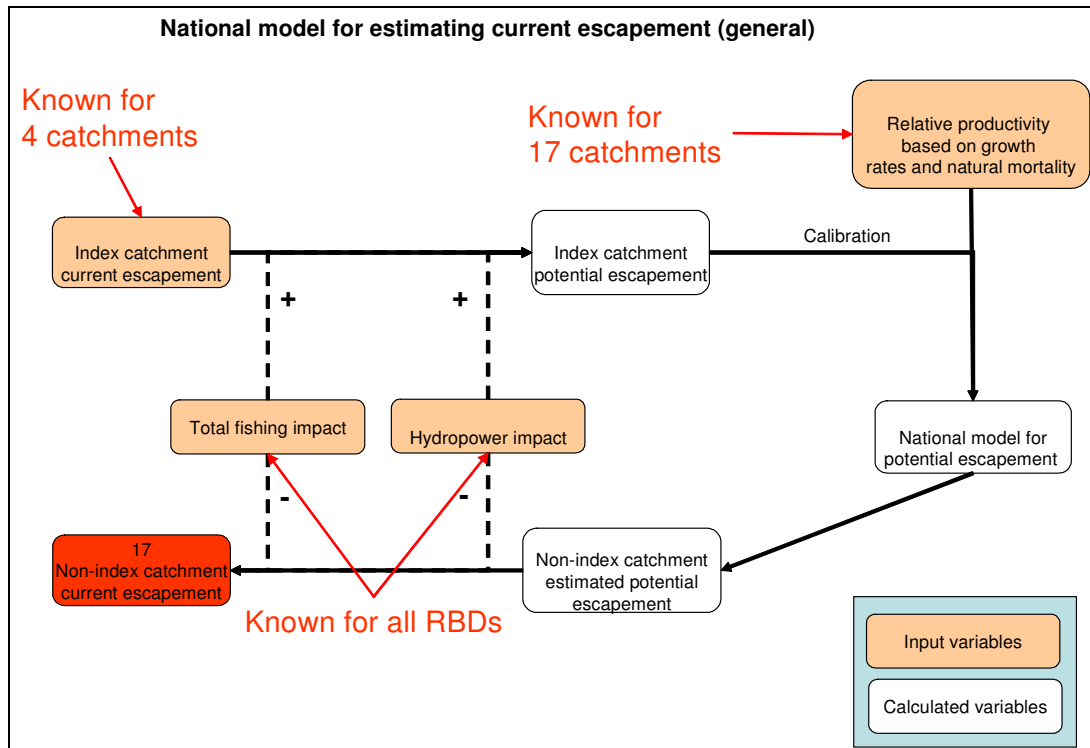 National model for estimating current escapement (general)
Known for
4 catchments
Known for
17 catchments
Relative productivity
based on growth
rates and natural mortality
Index catchment
current escapement
Index catchment
potential escapement
Calibration
+
+
Total fishing impact
Hydropower impact
National model for
potential escapement
-
-
17
Non-index catchment
current escapement
Non-index catchment
estimated potential
escapement
Known for all RBDs
Input variables
Calculated variables